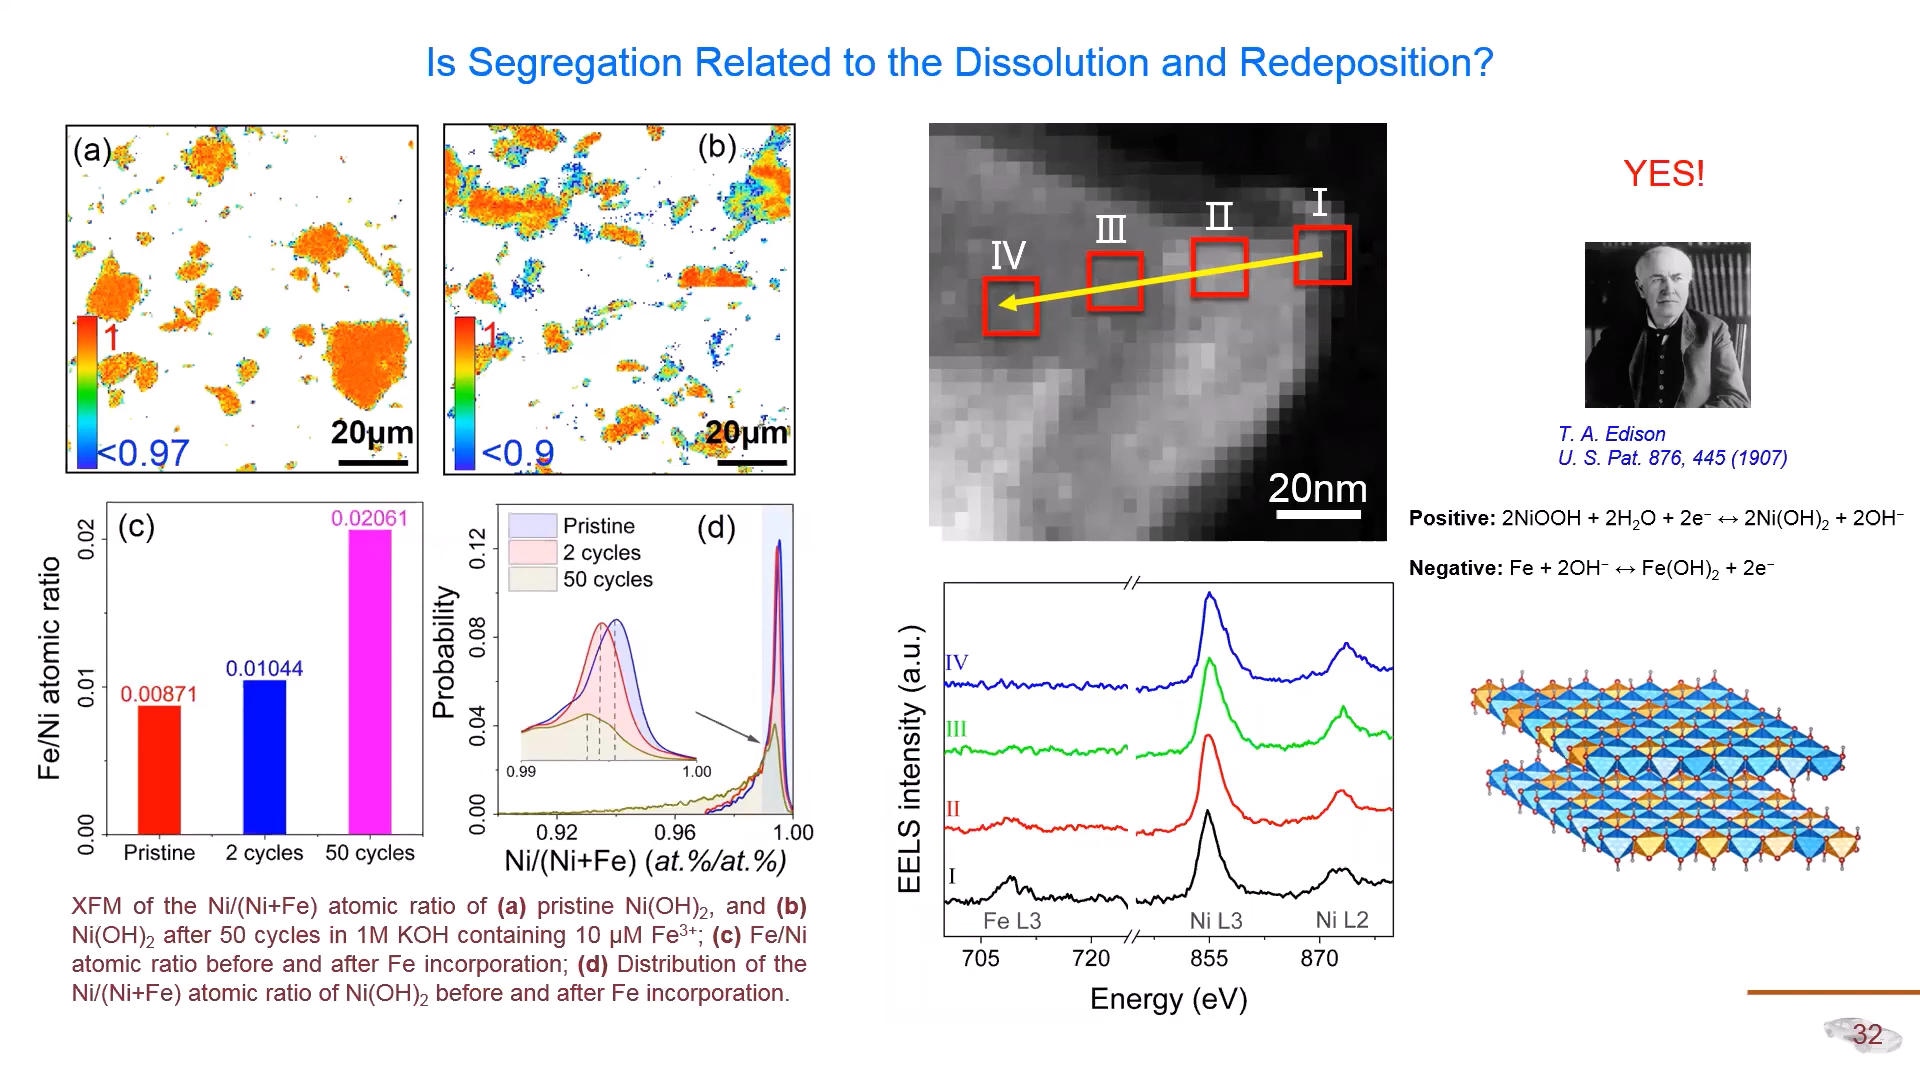 Is Segregation Related to the Dissolution and Redeposition?
(a)
1
<0.97
20μm
(b)
1
<0.9
20μm
(c)
Fe/Ni atomic ratio
0.02
0.01
0.00
0.00871
0.01044
0.02061
Pristine 2 cycles 50 cycles
(d)
Pristine
2 cycles
50 cycles
Probability
0.12
0.08
0.04
0.00
0.99 1.00
0.92 0.96 1.00
Ni/(Ni+Fe) (at.%/at.%)
XFM of the Ni/(Ni+Fe) atomic ratio of (a) pristine Ni(OH)₂, and (b)
Ni(OH)₂ after 50 cycles in 1M KOH containing 10 μM Fe³⁺; (c) Fe/Ni
atomic ratio before and after Fe incorporation; (d) Distribution of the
Ni/(Ni+Fe) atomic ratio of Ni(OH)₂ before and after Fe incorporation.
I
II
III
IV
20nm
EELS intensity (a.u.)
IV
III
II
I
Fe L3 Ni L3 Ni L2
705 720 855 870
Energy (eV)
YES!
T. A. Edison
U. S. Pat. 876, 445 (1907)
Positive: 2NiOOH + 2H₂O + 2e⁻ ↔ 2Ni(OH)₂ + 2OH⁻
Negative: Fe + 2OH⁻ ↔ Fe(OH)₂ + 2e⁻
32